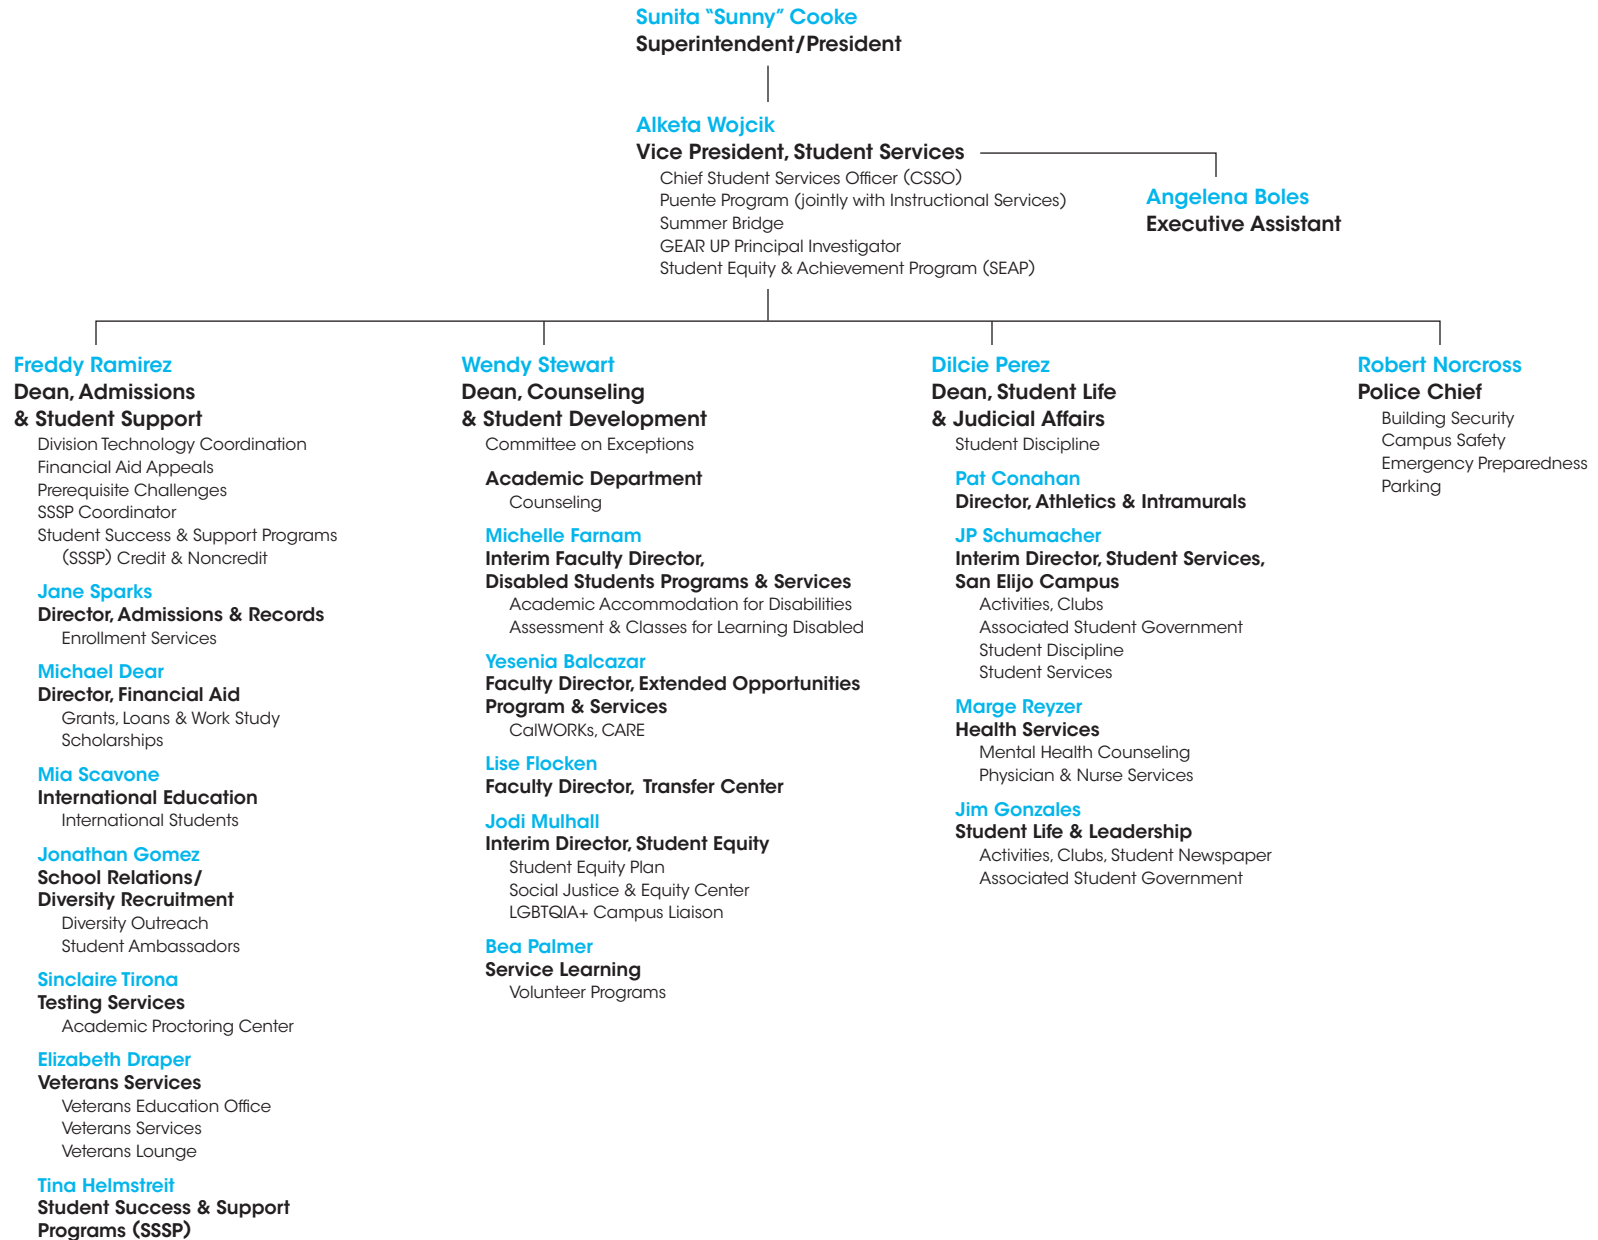 Sunita “Sunny” Cooke
Superintendent/President
Alketa Wojcik
Vice President, Student Services
Chief Student Services Officer (CSSO)
Puente Program (jointly with Instructional Services)
Summer Bridge
GEAR UP Principal Investigator
Student Equity & Achievement Program (SEAP)
Angelena Boles
Executive Assistant
Freddy Ramirez
Dean, Admissions
& Student Support
Division Technology Coordination
Financial Aid Appeals
Prerequisite Challenges
SSSP Coordinator
Student Success & Support Programs
(SSSP) Credit & Noncredit
Jane Sparks
Director, Admissions & Records
Enrollment Services
Michael Dear
Director, Financial Aid
Grants, Loans & Work Study
Scholarships
Mia Scavone
International Education
International Students
Jonathan Gomez
School Relations/
Diversity Recruitment
Diversity Outreach
Student Ambassadors
Sinclaire Tirona
Testing Services
Academic Proctoring Center
Elizabeth Draper
Veterans Services
Veterans Education Office
Veterans Services
Veterans Lounge
Tina Helmstreit
Student Success & Support
Programs (SSSP)
Wendy Stewart
Dean, Counseling
& Student Development
Committee on Exceptions
Academic Department
Counseling
Michelle Farnam
Interim Faculty Director,
Disabled Students Programs & Services
Academic Accommodation for Disabilities
Assessment & Classes for Learning Disabled
Yesenia Balcazar
Faculty Director, Extended Opportunities
Program & Services
CalWORKs, CARE
Lise Flocken
Faculty Director, Transfer Center
Jodi Mulhall
Interim Director, Student Equity
Student Equity Plan
Social Justice & Equity Center
LGBTQIA+ Campus Liaison
Bea Palmer
Service Learning
Volunteer Programs
Dilcie Perez
Dean, Student Life
& Judicial Affairs
Student Discipline
Pat Conahan
Director, Athletics & Intramurals
JP Schumacher
Interim Director, Student Services,
San Elijo Campus
Activities, Clubs
Associated Student Government
Student Discipline
Student Services
Marge Reyzer
Health Services
Mental Health Counseling
Physician & Nurse Services
Jim Gonzales
Student Life & Leadership
Activities, Clubs, Student Newspaper
Associated Student Government
Robert Norcross
Police Chief
Building Security
Campus Safety
Emergency Preparedness
Parking